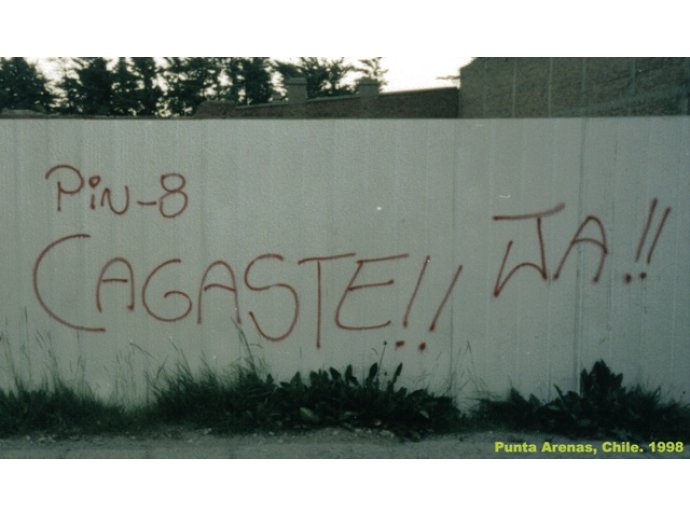 PiN-8
CAGASTE!! JA!!
Punta Arenas, Chile. 1998